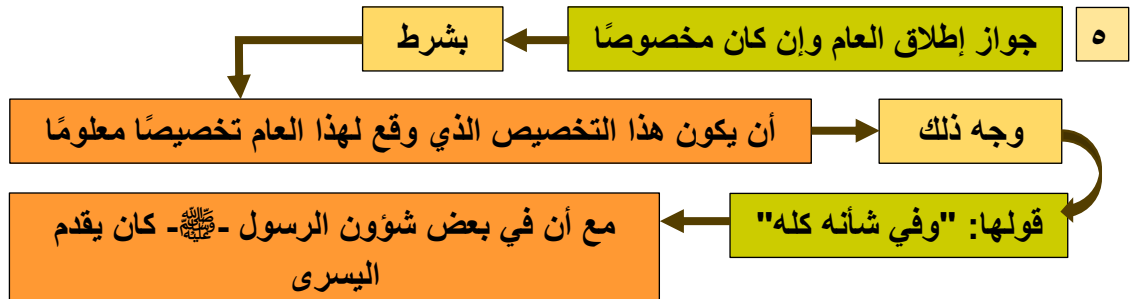 ٥
جواز إطلاق العام وإن كان مخصوصًا
بشرط
أن يكون هذا التخصيص الذي وقع لهذا العام تخصيصًا معلومًا
وجه ذلك
قولها: "وفي شأنه كله"
مع أن في بعض شؤون الرسول -ﷺ- كان يقدم
اليسرى